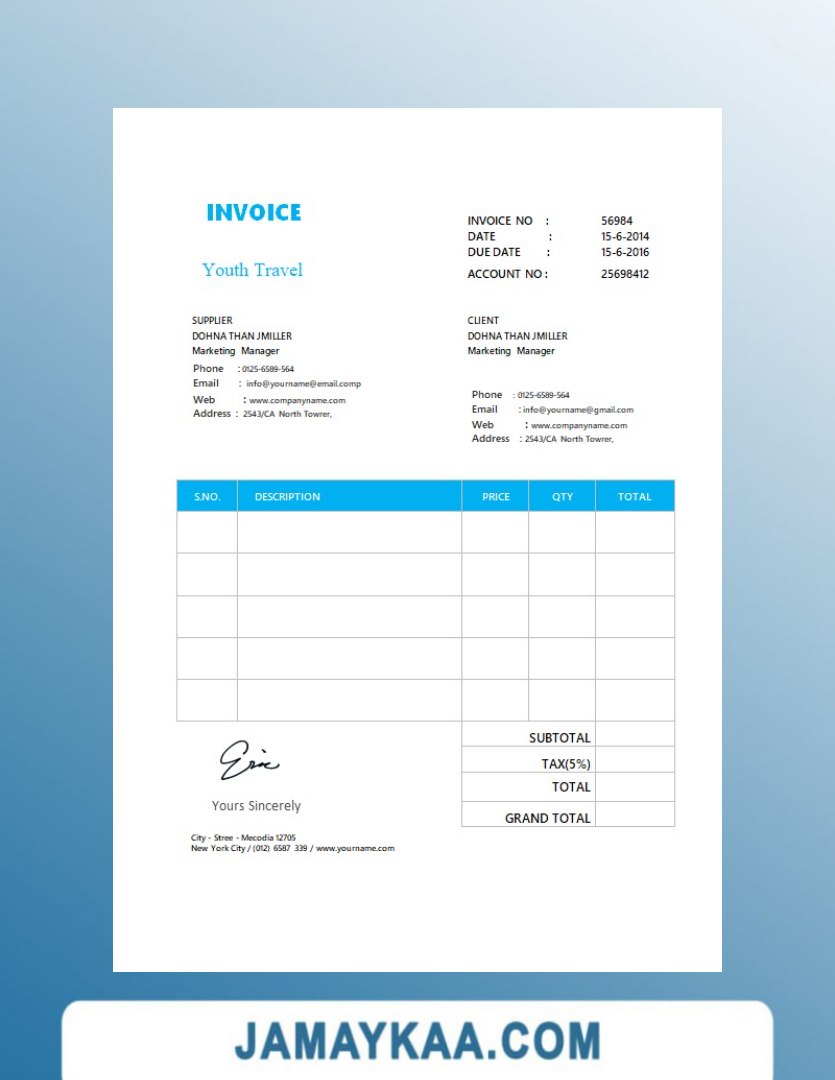 INVOICE
Youth Travel
INVOICE NO : 56984
DATE : 15-6-2014
DUE DATE : 15-6-2016
ACCOUNT NO : 25698412
SUPPLIER
DOHNA THAN JMILLER
Marketing Manager
Phone : 0125-6589-564
Email : info@yourname@email.comp
Web : www.companyname.com
Address : 2543/CA North Towrer,
CLIENT
DOHNA THAN JMILLER
Marketing Manager
Phone : 0125-6589-564
Email : info@yourname@gmail.com
Web : www.companyname.com
Address : 2543/CA North Towrer,
S.NO. DESCRIPTION PRICE QTY TOTAL
SUBTOTAL
TAX(5%)
TOTAL
GRAND TOTAL
Eric
Yours Sincerely
City - Stree - Mecodia 12705
New York City / (012) 6587 339 / www.yourname.com
JAMAYKAA.COM